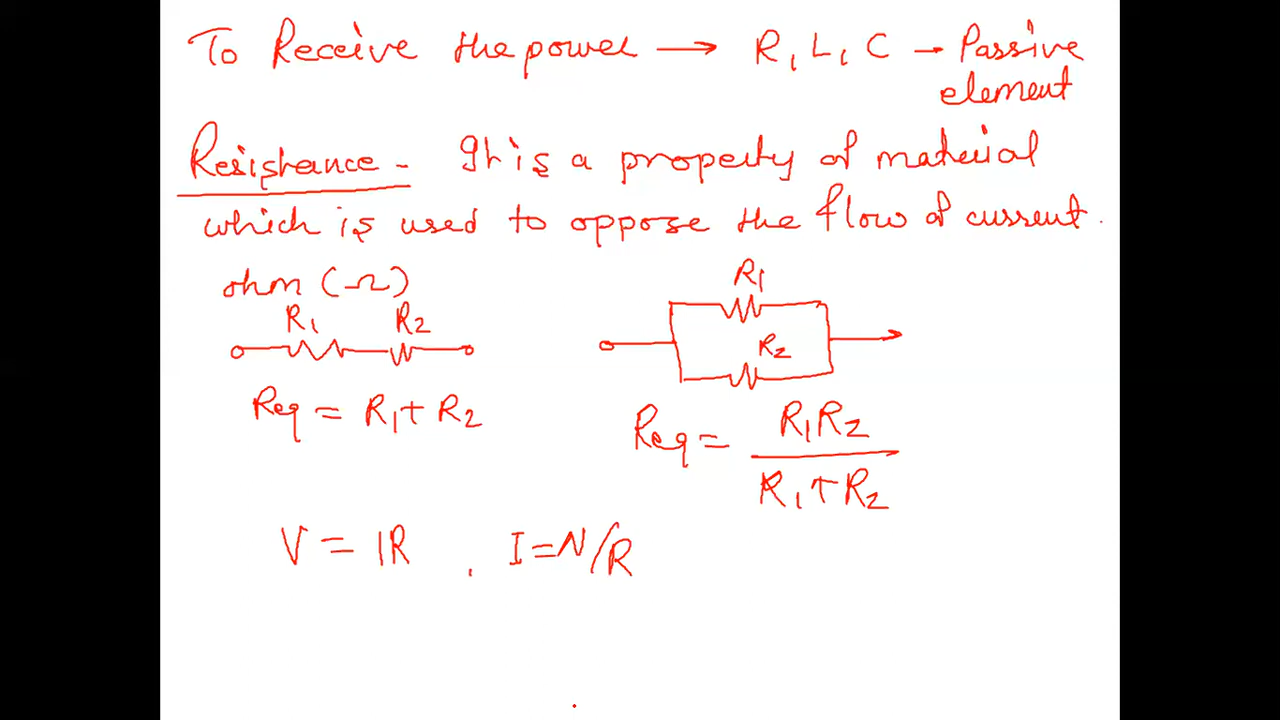 To Receive the power → R, L, C - Passive
element
Resistance - It is a property of material
which is used to oppose the flow of current.
ohm (Ω)
R1 R2
R1
R2
Req = R1 + R2
Req = R1R2
R1 + R2
V = IR , I = V/R